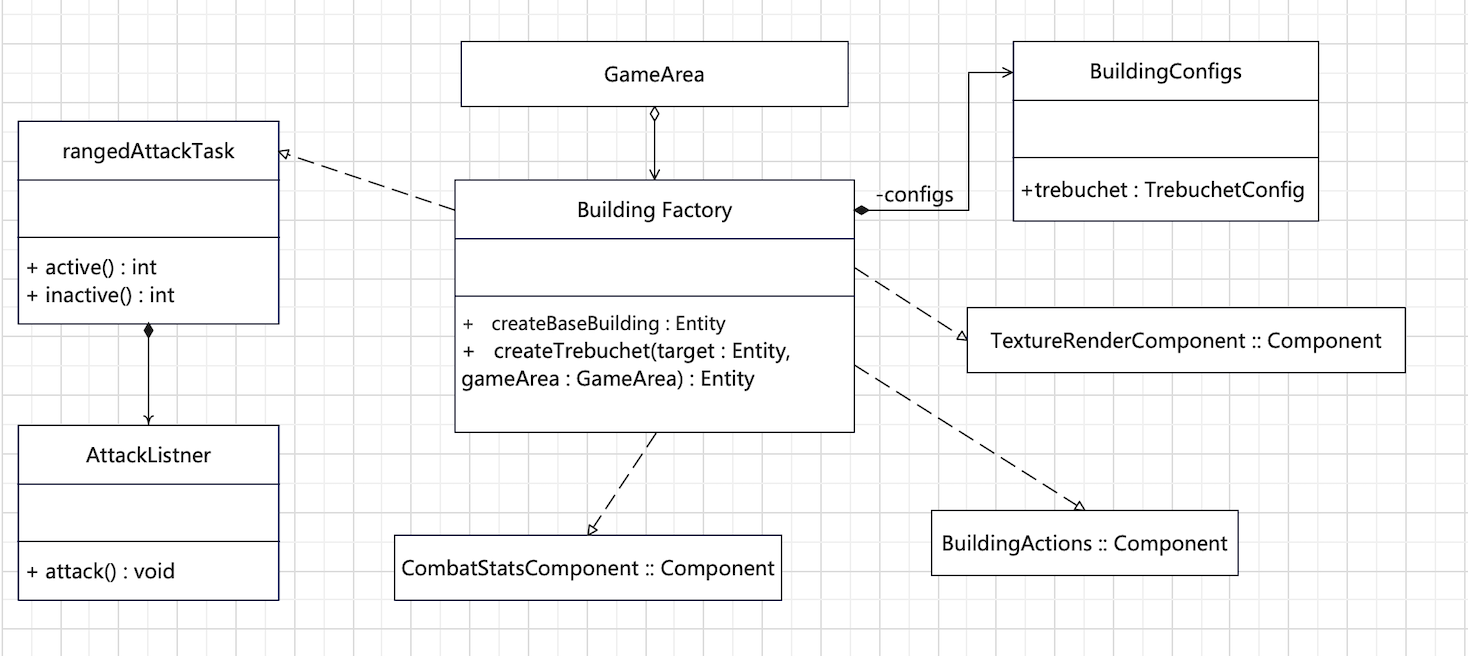 GameArea
BuildingConfigs
+trebuchet : TrebuchetConfig
rangedAttackTask
+ active() : int
+ inactive() : int
Building Factory
-configs
+ createBaseBuilding : Entity
+ createTrebuchet(target : Entity,
gameArea : GameArea) : Entity
TextureRenderComponent :: Component
AttackListner
+ attack() : void
CombatStatsComponent :: Component
BuildingActions :: Component